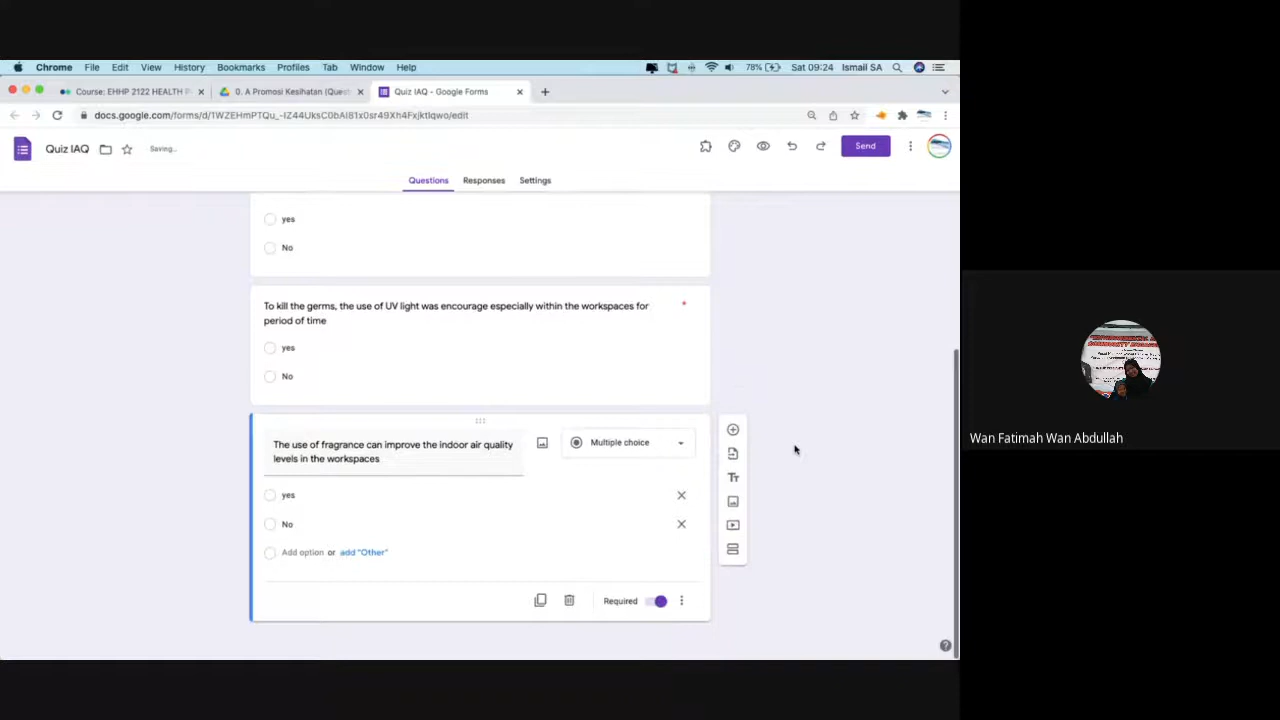 Chrome File Edit View History Bookmarks Profiles Tab Window Help 78% Sat 09:24 Ismail SA
Course: EHHP 2122 HEALTH P
0. A Promosi Kesihatan (Quest
Quiz IAQ - Google Forms
docs.google.com/forms/d/1WZEHmPTQu_-IZ44UksC0bAI81x0sr49Xh4Fxjktlqwo/edit
Quiz IAQ Saving... Send
Questions Responses Settings
yes
No
To kill the germs, the use of UV light was encourage especially within the workspaces for
period of time
*
yes
No
The use of fragrance can improve the indoor air quality
levels in the workspaces
Multiple choice
yes
No
Add option or add "Other"
Required
Tt
Wan Fatimah Wan Abdullah